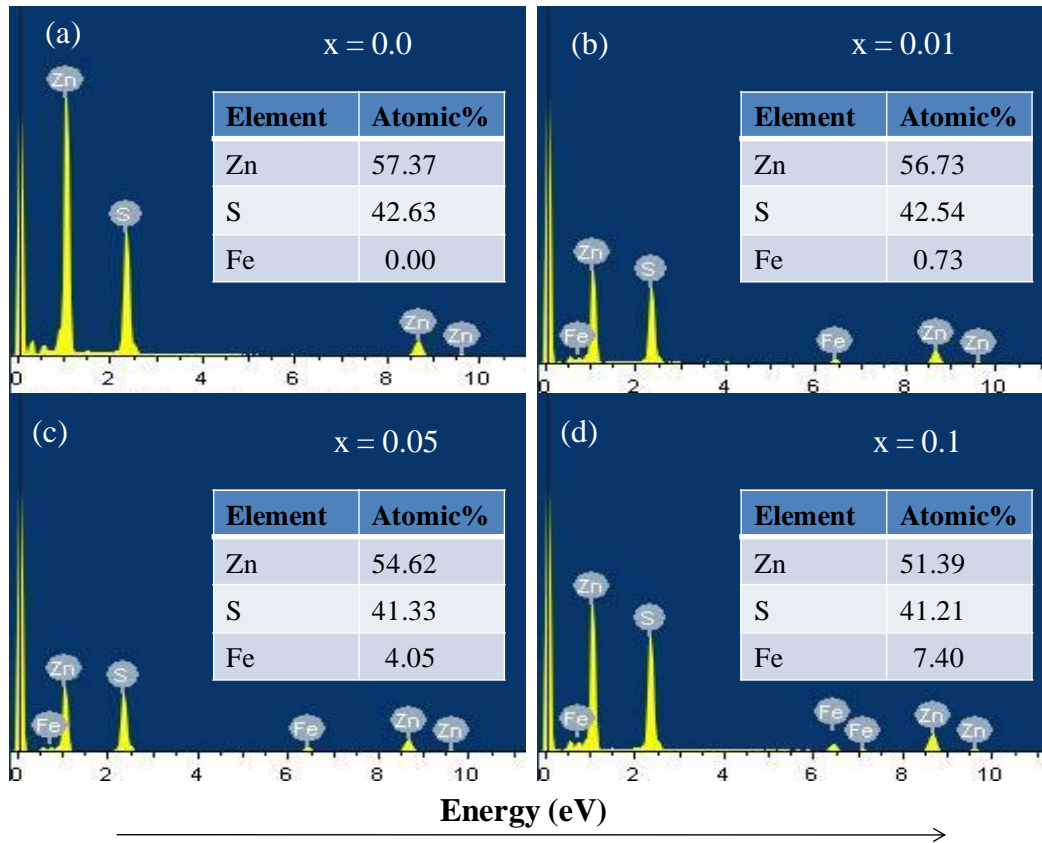 (a) x = 0.0
Zn
Element Atomic%
Zn 57.37
S 42.63
Fe 0.00
S
Zn Zn
0 2 4 6 8 10
(b) x = 0.01
Element Atomic%
Zn 56.73
S 42.54
Fe 0.73
Zn S
Fe Fe Zn Zn
0 2 4 6 8 10
(c) x = 0.05
Element Atomic%
Zn 54.62
S 41.33
Fe 4.05
Zn S
Fe Fe Zn Zn
0 2 4 6 8 10
(d) x = 0.1
Element Atomic%
Zn 51.39
S 41.21
Fe 7.40
Zn S
Fe Fe Fe Zn Zn
0 2 4 6 8 10
Energy (eV)